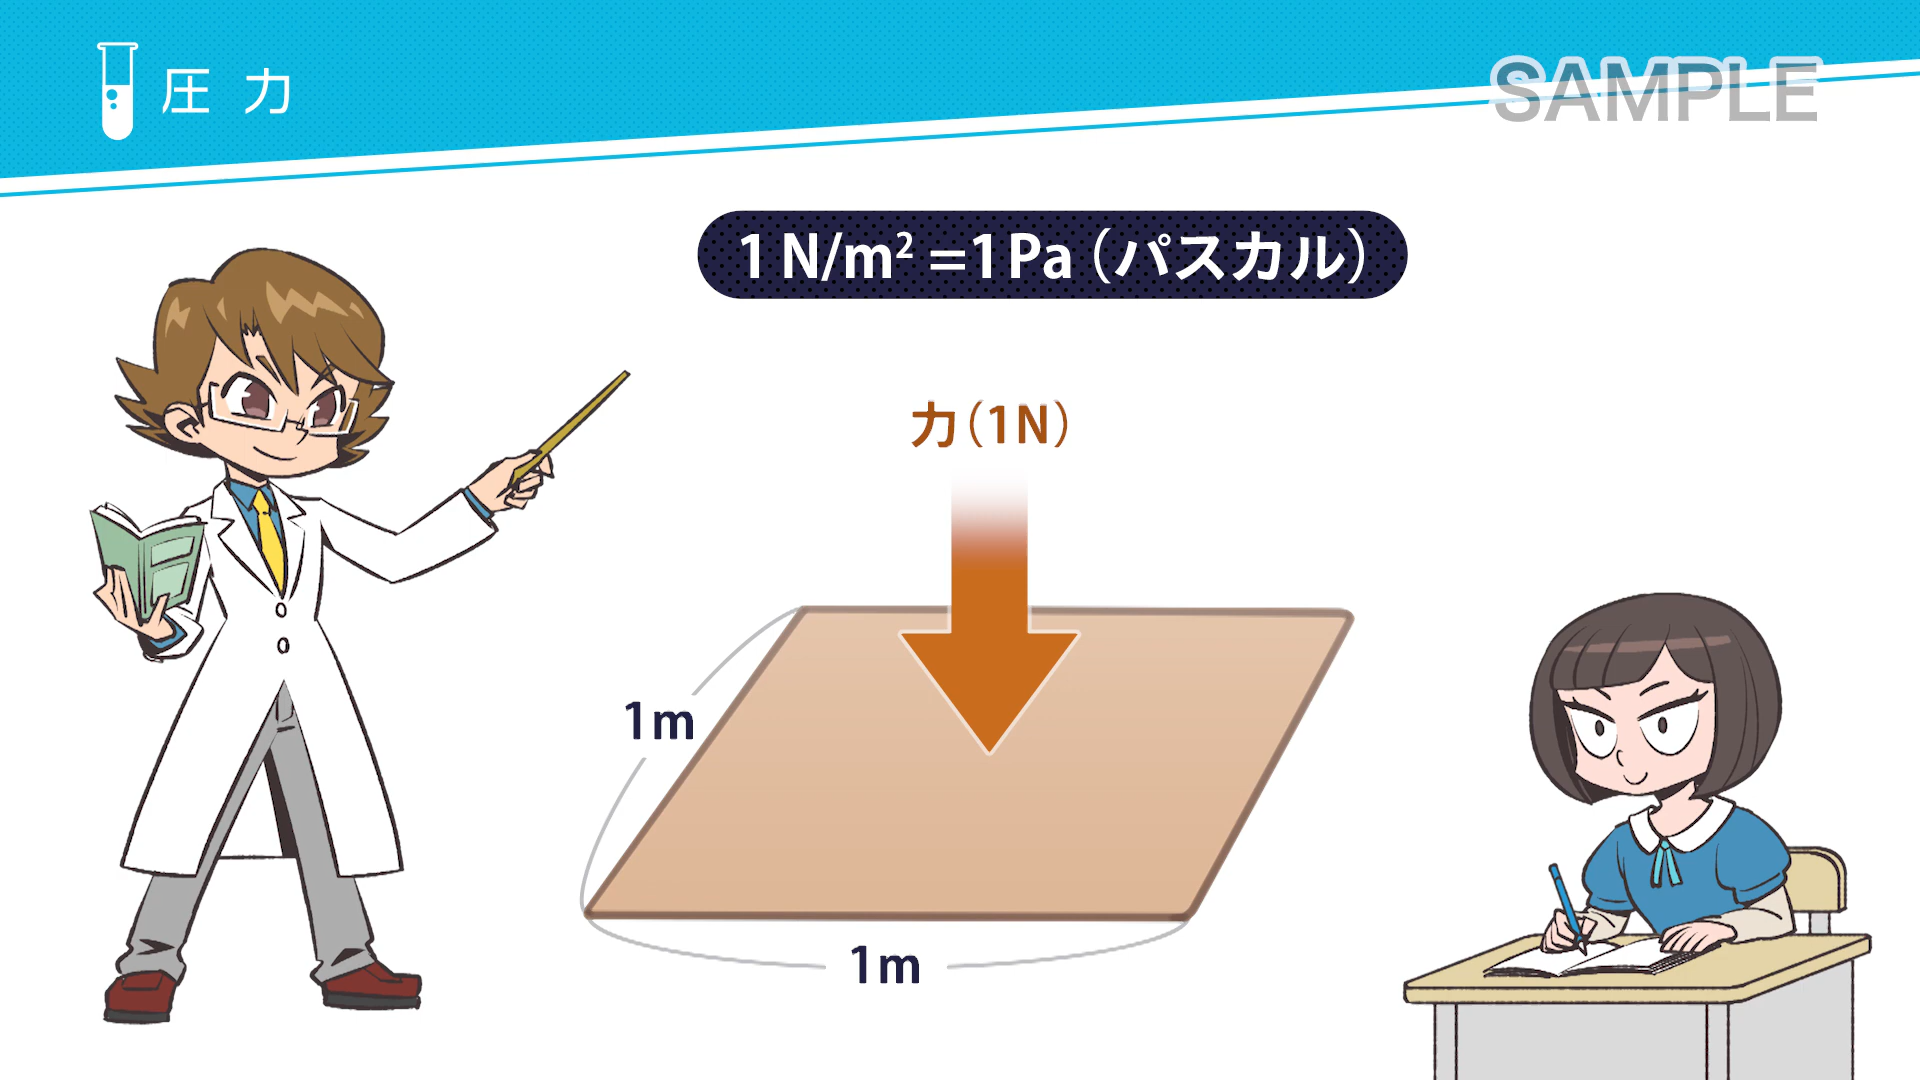 圧力
SAMPLE
1 N/m² =1 Pa（パスカル）
力（1N）
1m
1m